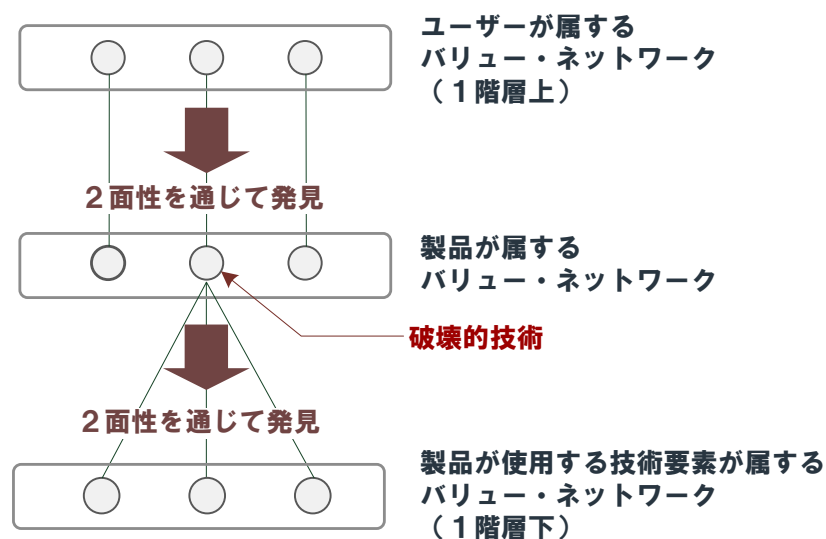 ユーザーが属する
バリュー・ネットワーク
（１階層上）
２面性を通じて発見
製品が属する
バリュー・ネットワーク
破壊的技術
２面性を通じて発見
製品が使用する技術要素が属する
バリュー・ネットワーク
（１階層下）